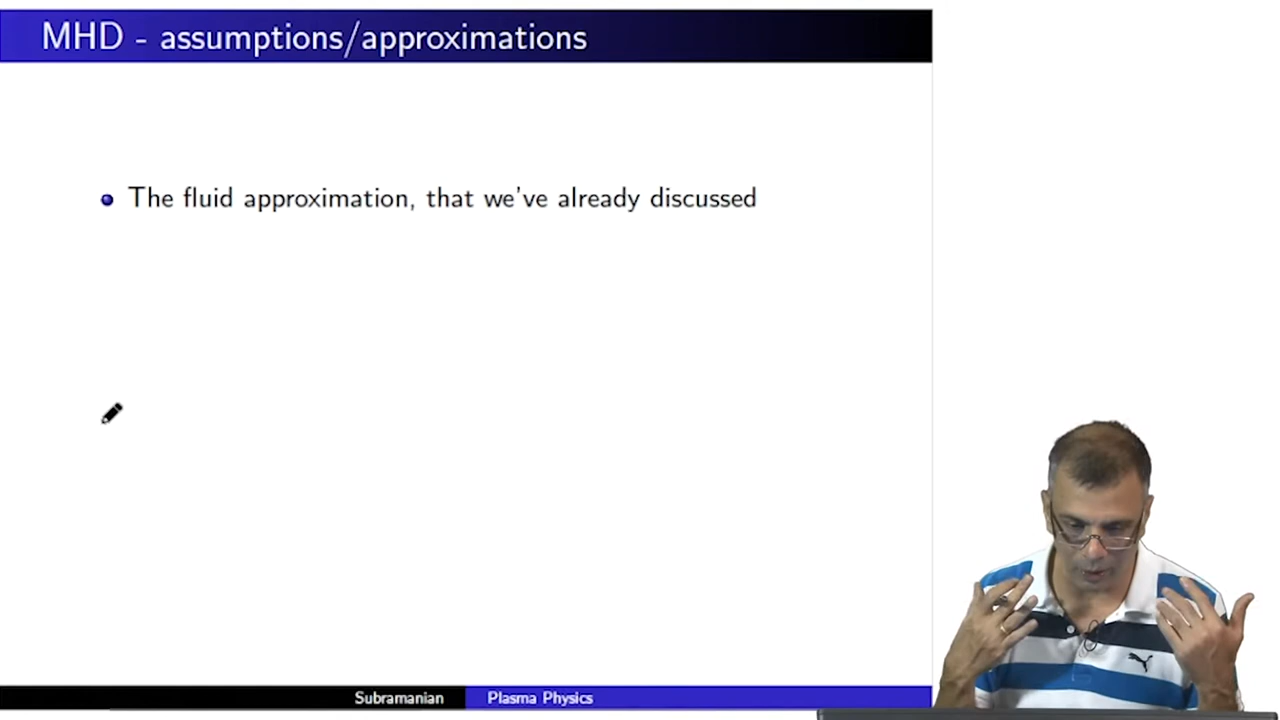 MHD - assumptions/approximations
The fluid approximation, that we've already discussed
Subramanian
Plasma Physics